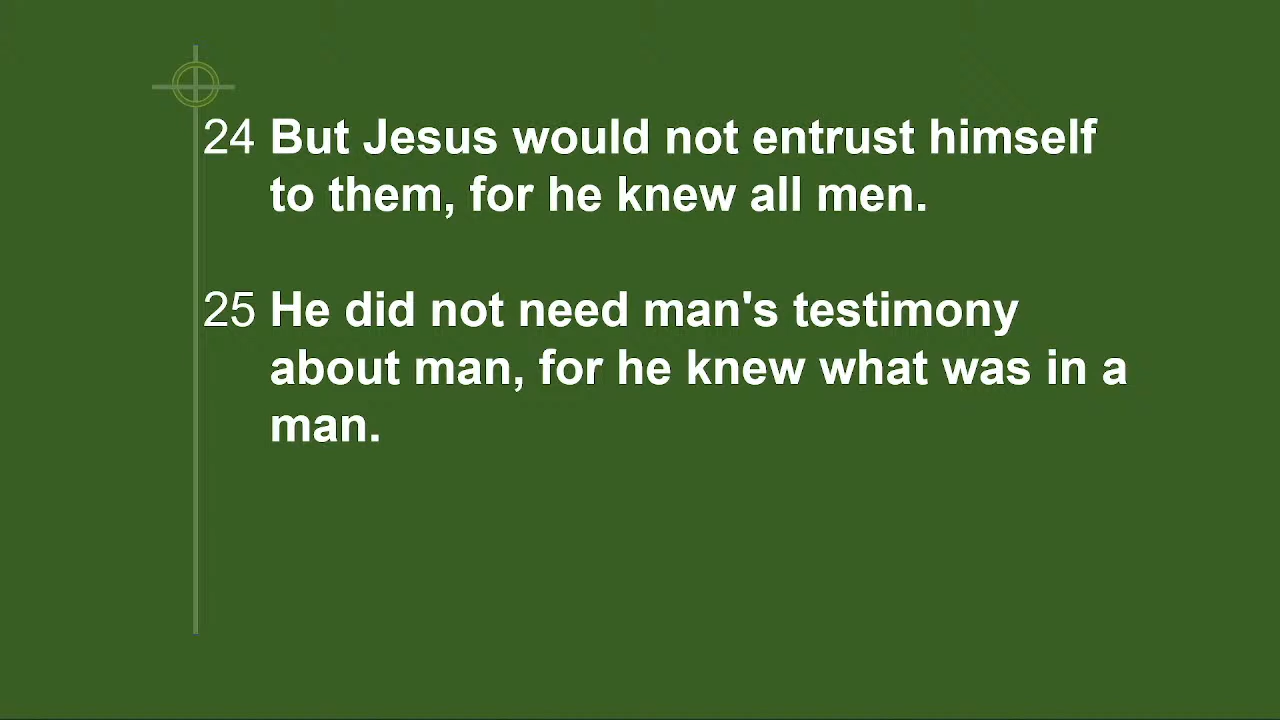 24 But Jesus would not entrust himself
to them, for he knew all men.
25 He did not need man's testimony
about man, for he knew what was in a
man.